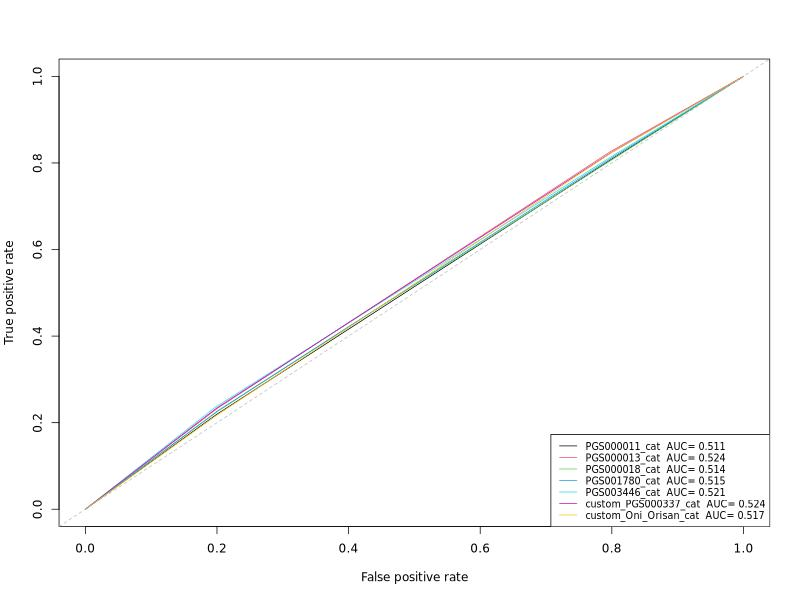 True positive rate
1.0
0.8
0.6
0.4
0.2
0.0
PGS000011_cat AUC= 0.511
PGS000013_cat AUC= 0.524
PGS000018_cat AUC= 0.514
PGS001780_cat AUC= 0.515
PGS003446_cat AUC= 0.521
custom_PGS000337_cat AUC= 0.524
custom_Oni_Orisan_cat AUC= 0.517
0.0 0.2 0.4 0.6 0.8 1.0
False positive rate